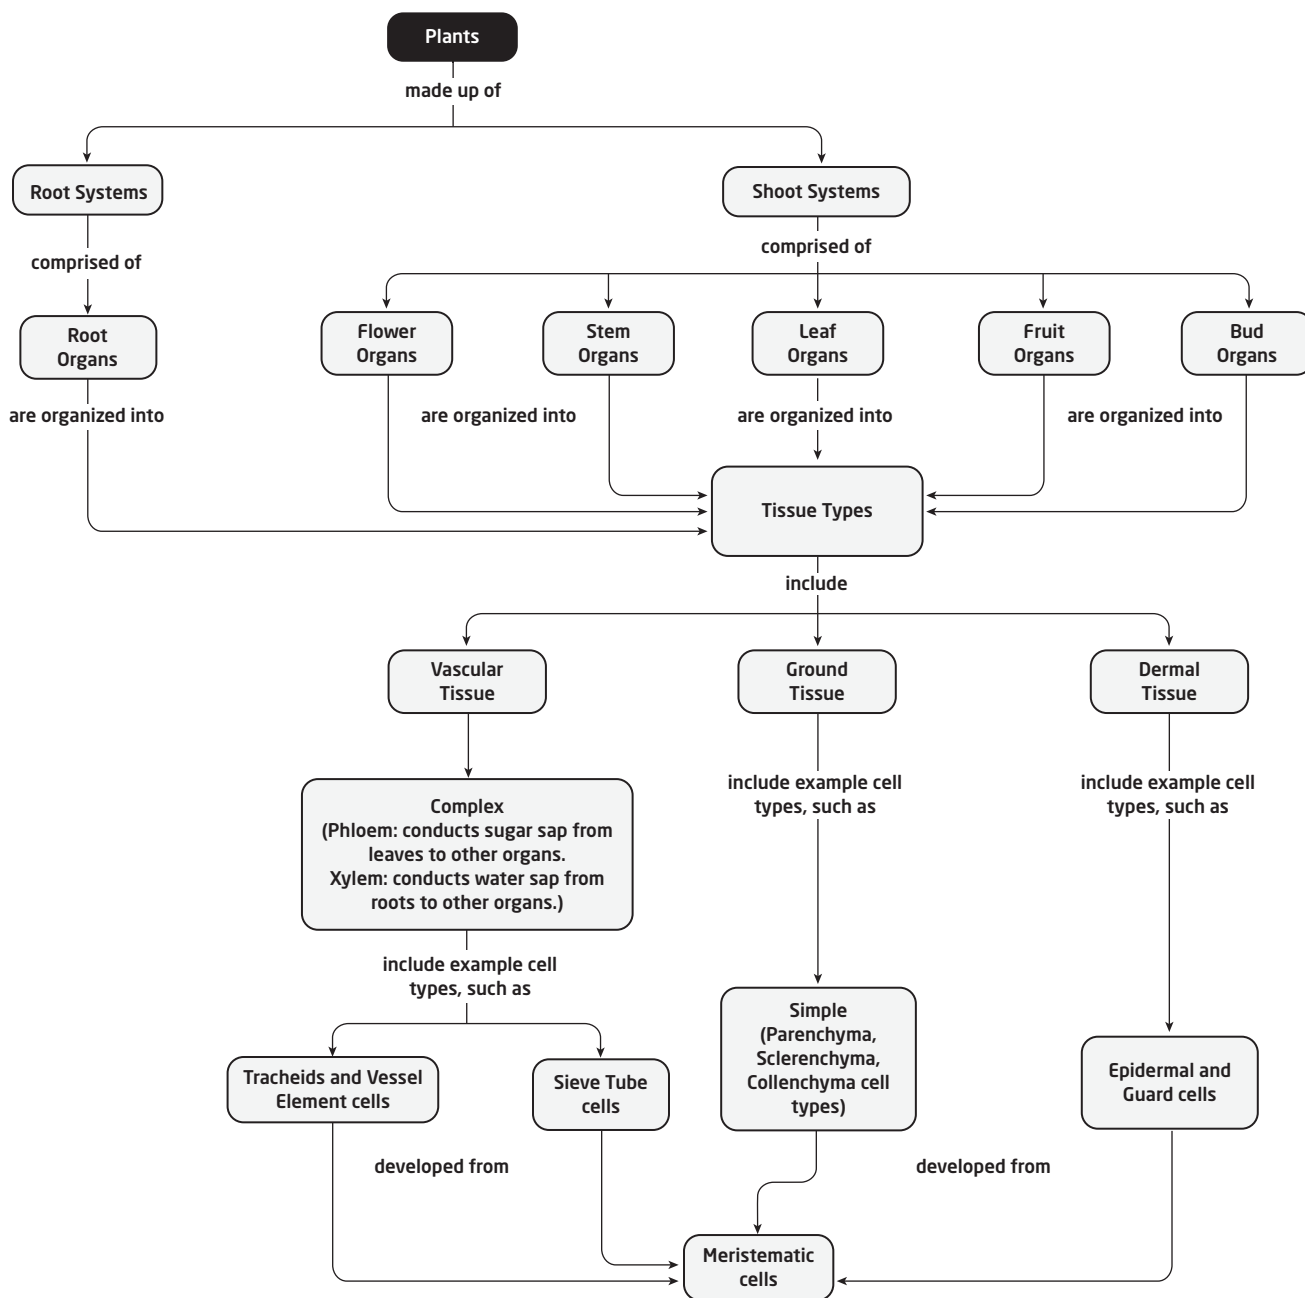 Plants
made up of
Root Systems
Shoot Systems
comprised of
comprised of
Root
Organs
Flower
Organs
Stem
Organs
Leaf
Organs
Fruit
Organs
Bud
Organs
are organized into
are organized into
are organized into
are organized into
Tissue Types
include
Vascular
Tissue
Ground
Tissue
Dermal
Tissue
Complex
(Phloem: conducts sugar sap from
leaves to other organs.
Xylem: conducts water sap from
roots to other organs.)
include example cell
types, such as
include example cell
types, such as
include example cell
types, such as
Tracheids and Vessel
Element cells
Sieve Tube
cells
Simple
(Parenchyma,
Sclerenchyma,
Collenchyma cell
types)
Epidermal and
Guard cells
developed from
developed from
Meristematic
cells